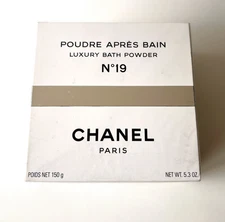 POUDRE APRÈS BAIN
LUXURY BATH POWDER
N°19
CHANEL
PARIS
POIDS NET 150 g
NET WT. 5.3 OZ.